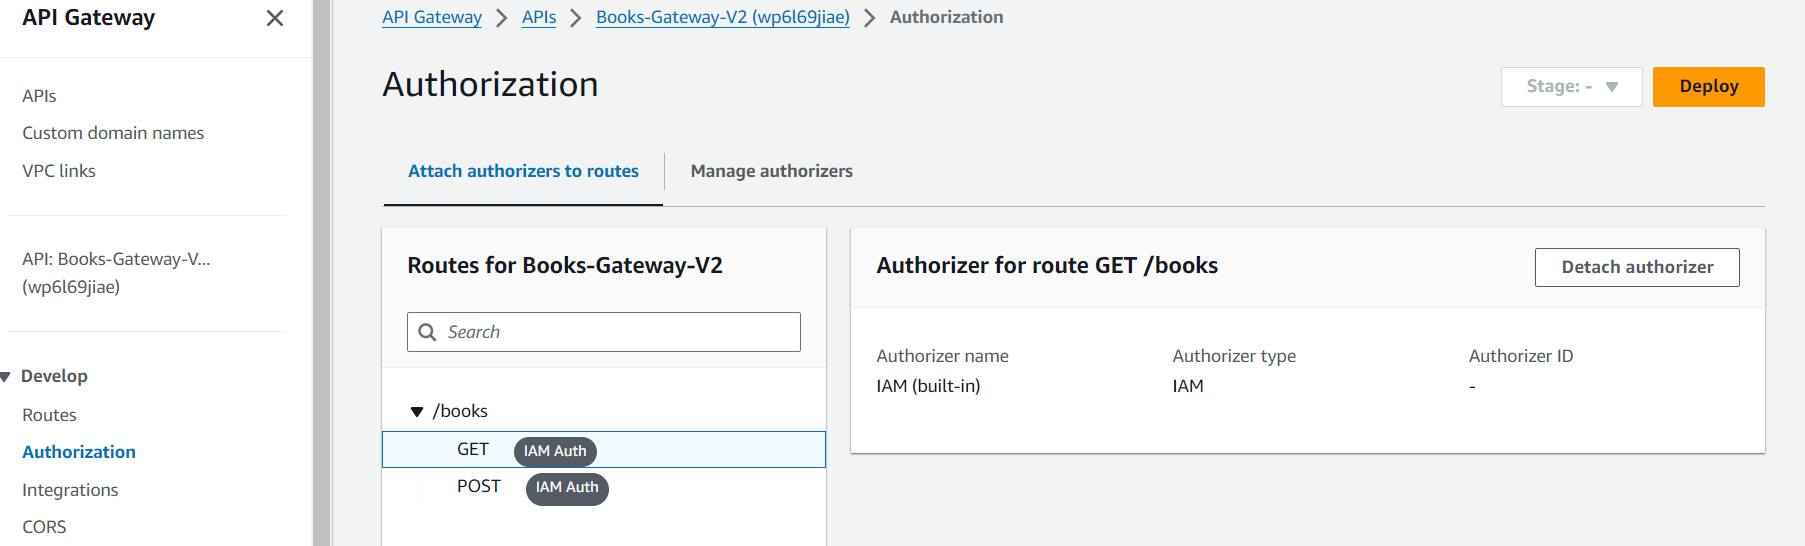 API Gateway
APIs
Custom domain names
VPC links
API: Books-Gateway-V...
(wp6l69jiae)
Develop
Routes
Authorization
Integrations
CORS
API Gateway > APIs > Books-Gateway-V2 (wp6l69jiae) > Authorization
Authorization
Stage: -
Deploy
Attach authorizers to routes
Manage authorizers
Routes for Books-Gateway-V2
Search
/books
GET IAM Auth
POST IAM Auth
Authorizer for route GET /books
Detach authorizer
Authorizer name
IAM (built-in)
Authorizer type
IAM
Authorizer ID
-